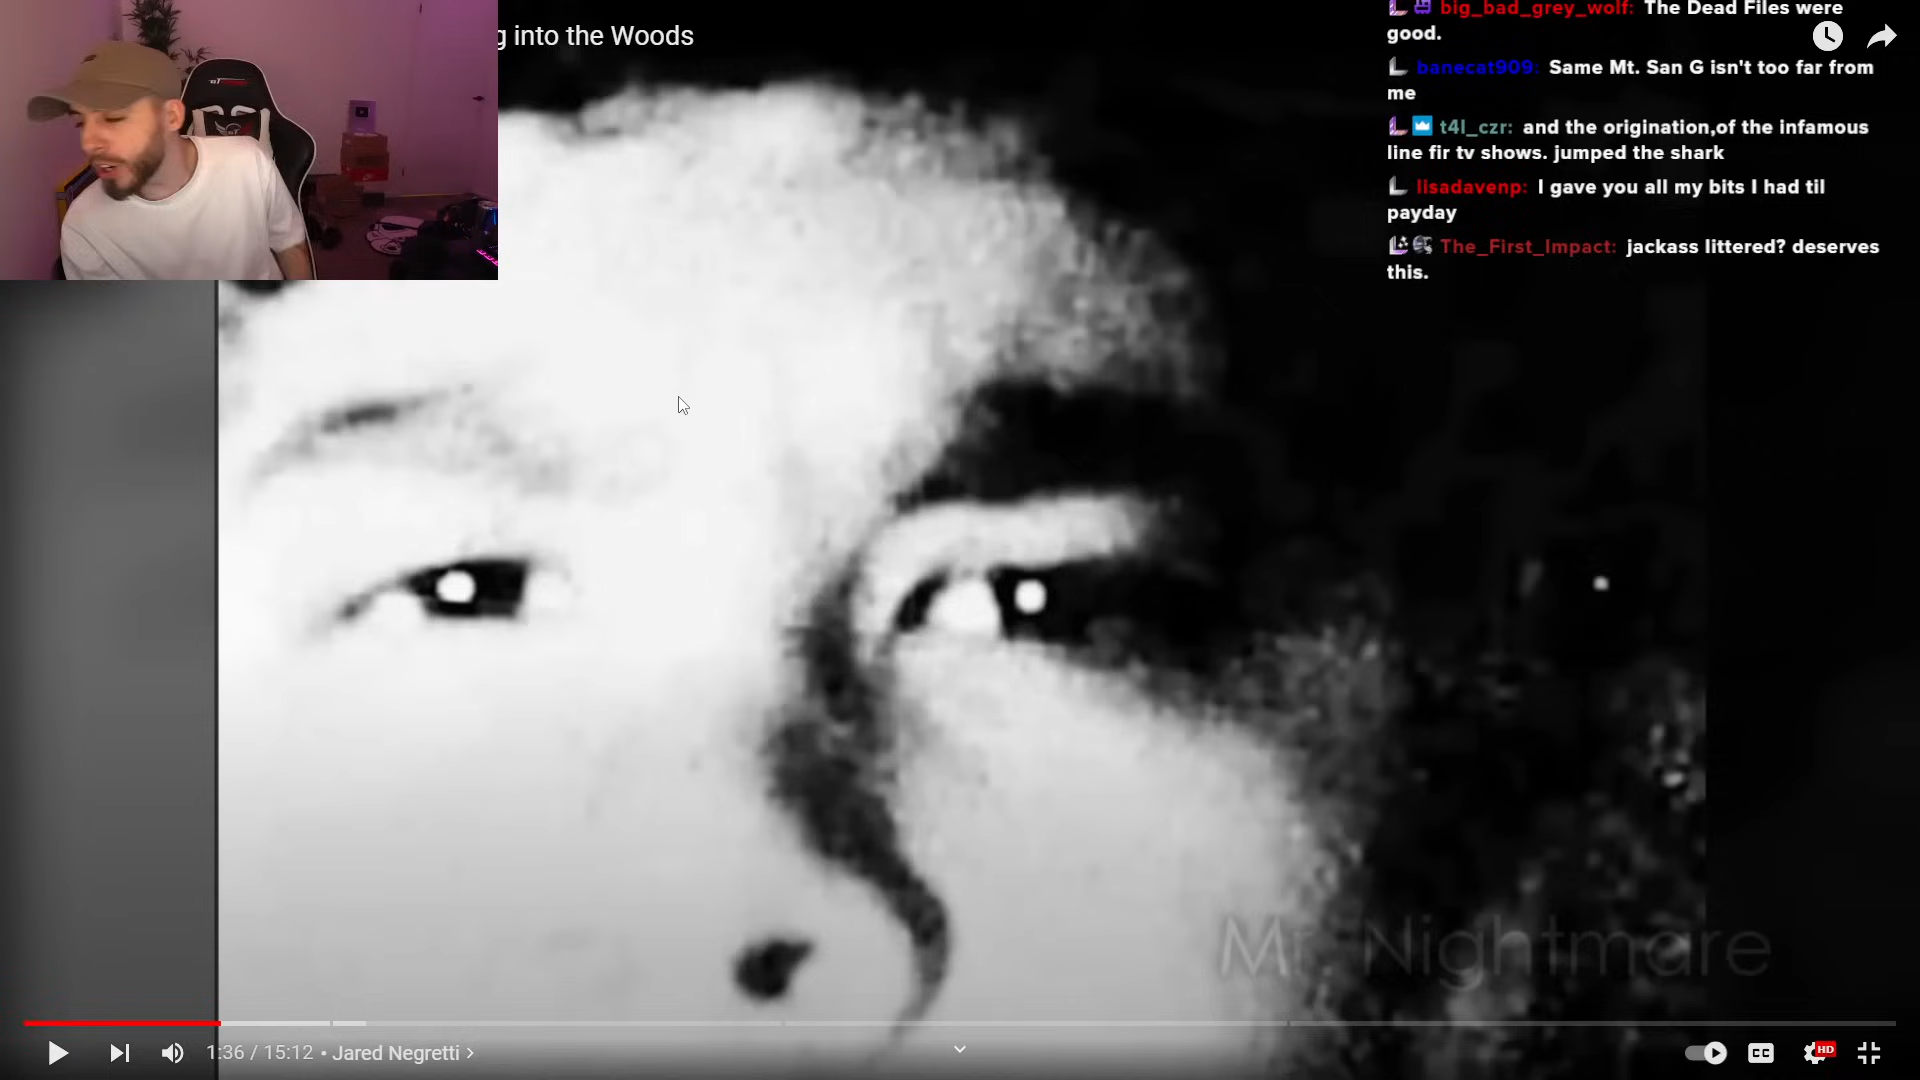 g into the Woods
big_bad_grey_wolf: The Dead Files were
good.
banecat909: Same Mt. San G isn't too far from
me
t4l_czr: and the origination,of the infamous
line fir tv shows. jumped the shark
lisadavenp: I gave you all my bits I had til
payday
The_First_Impact: jackass littered? deserves
this.
Mr. Nightmare
1:36 / 15:12 • Jared Negretti >
CC
HD